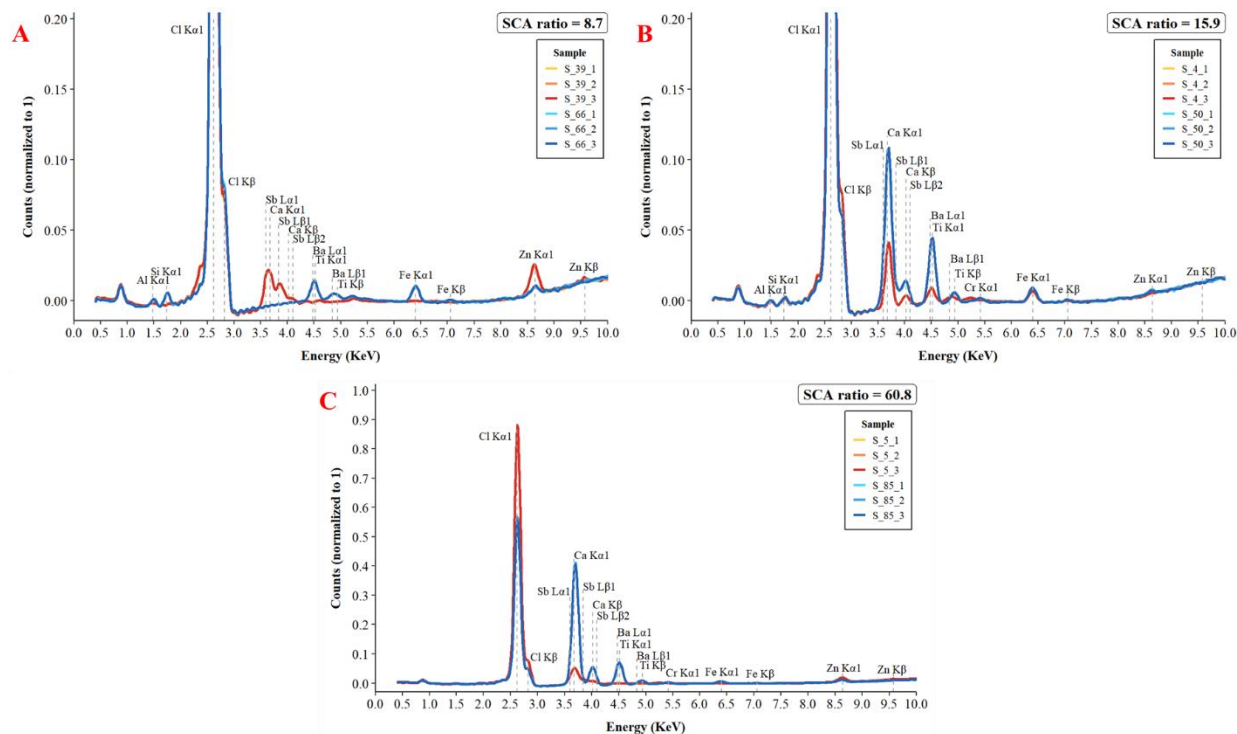 A
SCA ratio = 8.7
0.20
0.15
0.10
0.05
0.00
Counts (normalized to 1)
Cl Kα1
Cl Kβ
Al Kα1
Si Kα1
Sb Lα1
Ca Kα1
Sb Lβ1
Ca Kβ
Sb Lβ2
Ba Lα1
Ti Kα1
Ba Lβ1
Ti Kβ
Fe Kα1
Fe Kβ
Zn Kα1
Zn Kβ
Sample
S_39_1
S_39_2
S_39_3
S_66_1
S_66_2
S_66_3
0.0 0.5 1.0 1.5 2.0 2.5 3.0 3.5 4.0 4.5 5.0 5.5 6.0 6.5 7.0 7.5 8.0 8.5 9.0 9.5 10.0
Energy (KeV)
B
SCA ratio = 15.9
0.20
0.15
0.10
0.05
0.00
Counts (normalized to 1)
Cl Kα1
Cl Kβ
Al Kα1
Si Kα1
Sb Lα1
Ca Kα1
Sb Lβ1
Ca Kβ
Sb Lβ2
Ba Lα1
Ti Kα1
Ba Lβ1
Ti Kβ
Cr Kα1
Fe Kα1
Fe Kβ
Zn Kα1
Zn Kβ
Sample
S_4_1
S_4_2
S_4_3
S_50_1
S_50_2
S_50_3
0.0 0.5 1.0 1.5 2.0 2.5 3.0 3.5 4.0 4.5 5.0 5.5 6.0 6.5 7.0 7.5 8.0 8.5 9.0 9.5 10.0
Energy (KeV)
C
SCA ratio = 60.8
1.0
0.9
0.8
0.7
0.6
0.5
0.4
0.3
0.2
0.1
0.0
Counts (normalized to 1)
Cl Kα1
Cl Kβ
Sb Lα1
Ca Kα1
Sb Lβ1
Ca Kβ
Sb Lβ2
Ba Lα1
Ti Kα1
Ba Lβ1
Ti Kβ
Cr Kα1
Fe Kα1
Fe Kβ
Zn Kα1
Zn Kβ
Sample
S_5_1
S_5_2
S_5_3
S_85_1
S_85_2
S_85_3
0.0 0.5 1.0 1.5 2.0 2.5 3.0 3.5 4.0 4.5 5.0 5.5 6.0 6.5 7.0 7.5 8.0 8.5 9.0 9.5 10.0
Energy (KeV)